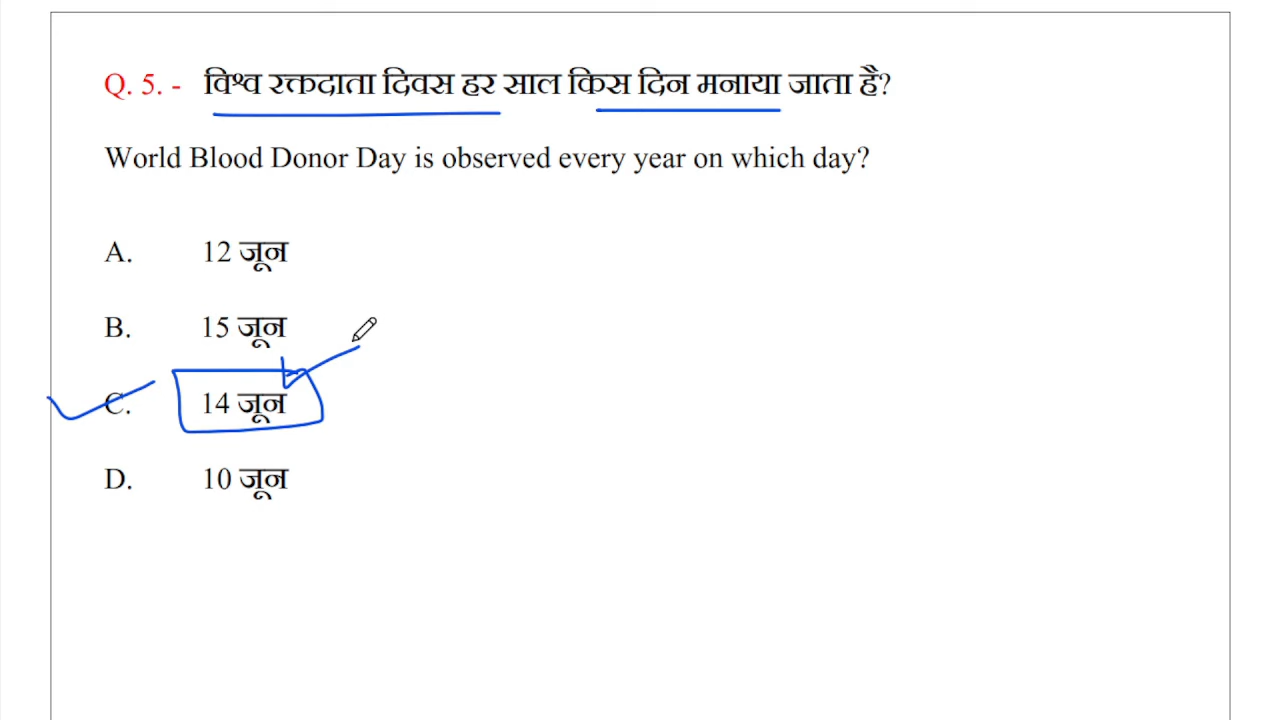 Q. 5. - विश्व रक्तदाता दिवस हर साल किस दिन मनाया जाता है?
World Blood Donor Day is observed every year on which day?
A. 12 जून
B. 15 जून
C. 14 जून
D. 10 जून